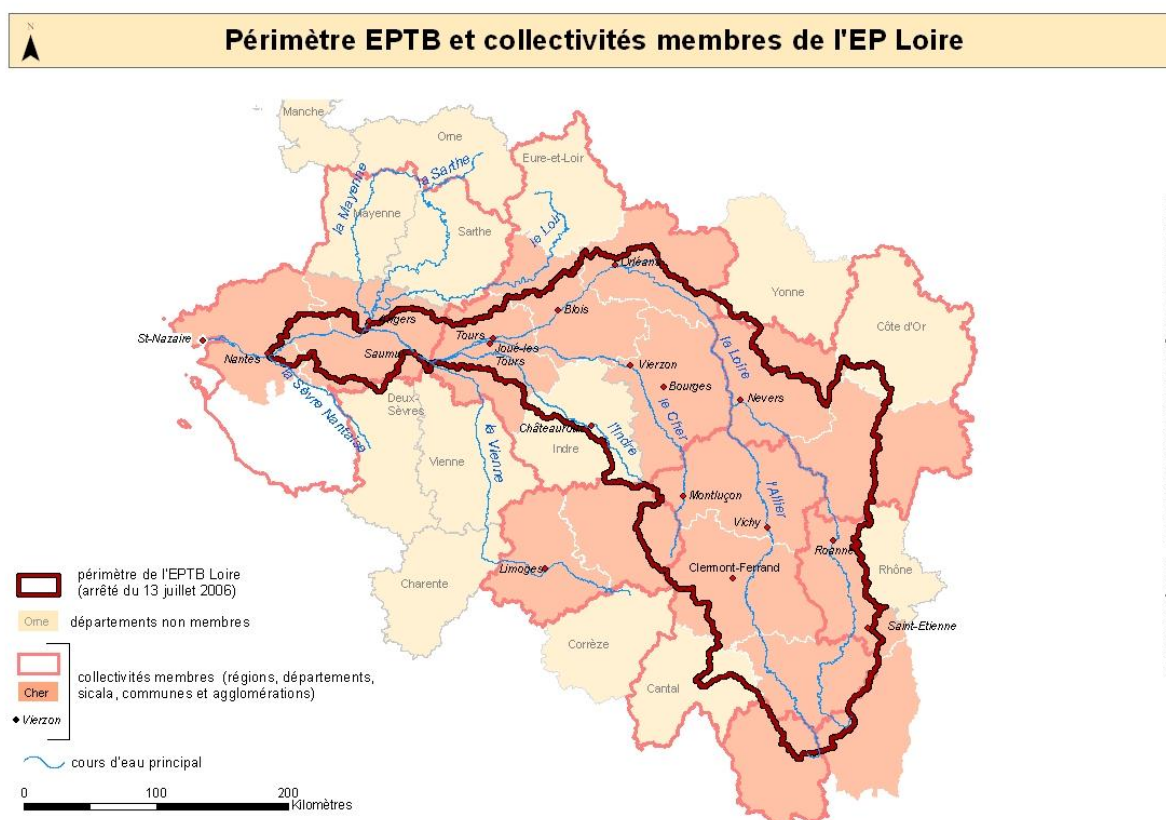 N
Périmètre EPTB et collectivités membres de l'EP Loire
Manche
Orne
Eure-et-Loir
la Sarthe
la Mayenne
Mayenne
Sarthe
le Loir
Orléans
Yonne
Côte d'Or
Blois
Angers
St-Nazaire
Tours
Joué-les
Tours
Nantes
Saumur
la Loire
Vierzon
Bourges
Nevers
la Sèvre Nantaise
Deux-
Sèvres
le Cher
Châteauroux
l'Indre
Indre
Vienne
la Vienne
Montluçon
l'Allier
Vichy
Roanne
Limoges
Clermont-Ferrand
Rhône
Charente
Saint-Etienne
Corrèze
Cantal
périmètre de l'EPTB Loire
(arrêté du 13 juillet 2006)
Orne départements non membres
collectivités membres (régions, départements,
Cher sicala, communes et agglomérations)
Vierzon
cours d'eau principal
0 100 200
Kilomètres